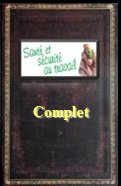 Santé et
sécurité
au travail
Complet